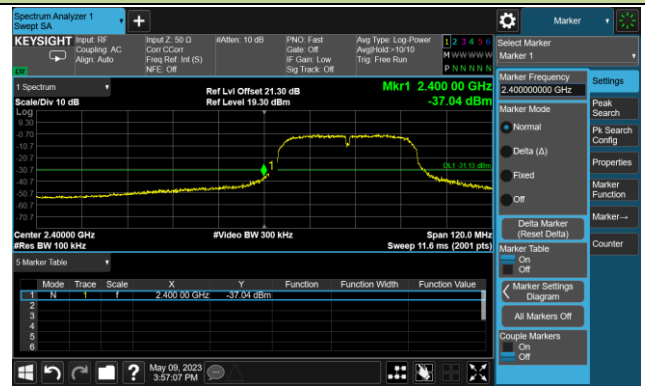 Spectrum Analyzer 1
Swept SA
+
Marker
KEYSIGHT
Input: RF
Coupling: AC
Align: Auto
Input Z: 50 Ω
Corr CCorr
Freq Ref: Int (S)
NFE: Off
#Atten: 10 dB
PNO: Fast
Gate: Off
IF Gain: Low
Sig Track: Off
Avg Type: Log-Power
Avg|Hold:>10/10
Trig: Free Run
1 2 3 4 5 6
M W W W W W
P N N N N N
LW
Select Marker
Marker 1
1 Spectrum
Scale/Div 10 dB
Ref Lvl Offset 21.30 dB
Ref Level 19.30 dBm
Mkr1 2.400 00 GHz
-37.04 dBm
Log
9.30
-0.70
-10.7
-20.7
-30.7
-40.7
-50.7
-60.7
-70.7
1
DL1 -31.13 dBm
Center 2.40000 GHz
#Video BW 300 kHz
Span 120.0 MHz
#Res BW 100 kHz
Sweep 11.6 ms (2001 pts)
5 Marker Table
Mode Trace Scale X Y Function Function Width Function Value
1 N 1 f 2.400 00 GHz -37.04 dBm
2
3
4
5
6
Marker Frequency
2.400000000 GHz
Marker Mode
Normal
Delta (Δ)
Fixed
Off
Delta Marker
(Reset Delta)
Marker Table
On
Off
Marker Settings
Diagram
All Markers Off
Couple Markers
On
Off
Settings
Peak
Search
Pk Search
Config
Properties
Marker
Function
Marker→
Counter
?
May 09, 2023
3:57:07 PM